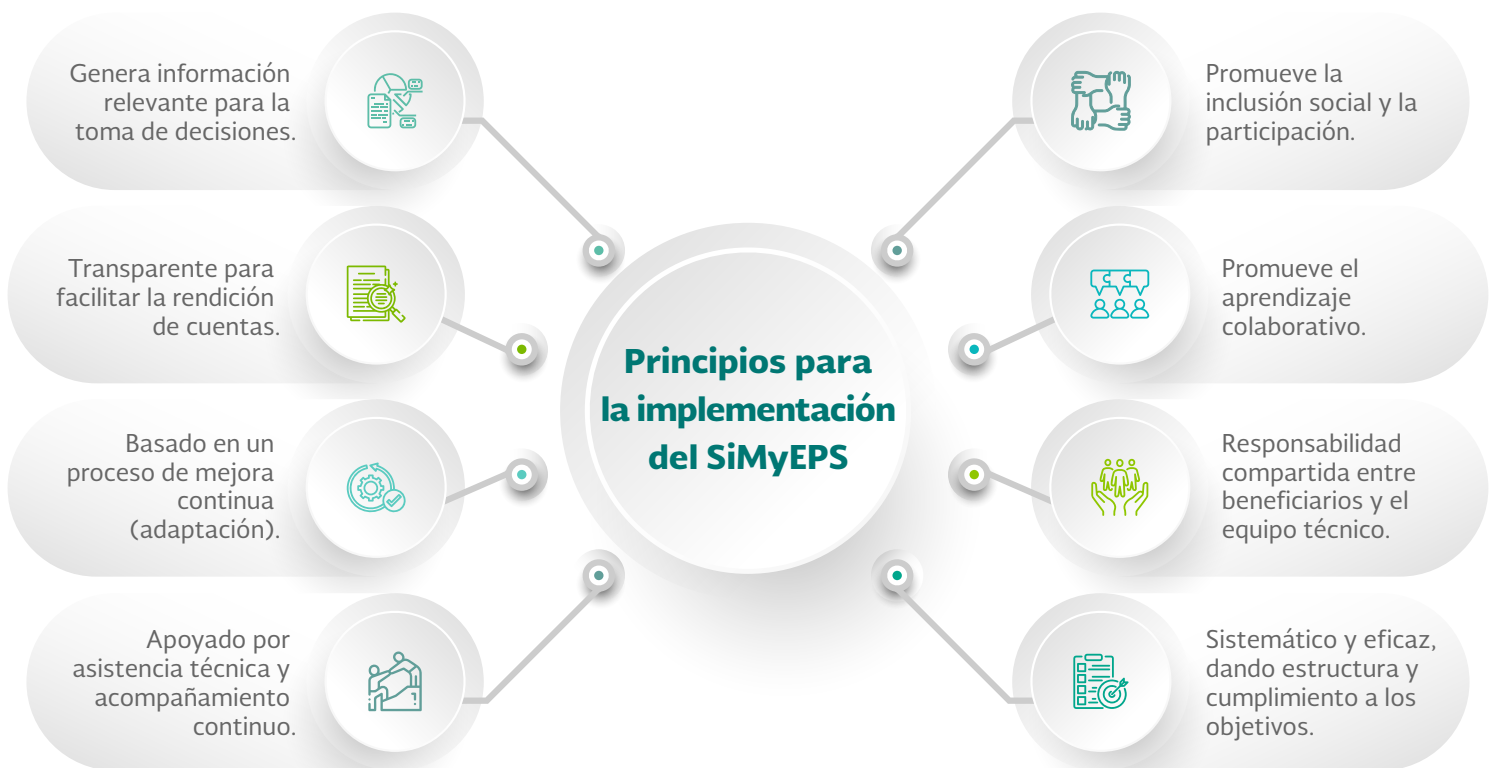 Genera información
relevante para la
toma de decisiones.
Transparente para
facilitar la rendición
de cuentas.
Basado en un
proceso de mejora
continua
(adaptación).
Apoyado por
asistencia técnica y
acompañamiento
continuo.
Principios para
la implementación
del SiMyEPS
Promueve la
inclusión social y la
participación.
Promueve el
aprendizaje
colaborativo.
Responsabilidad
compartida entre
beneficiarios y el
equipo técnico.
Sistemático y eficaz,
dando estructura y
cumplimiento a los
objetivos.